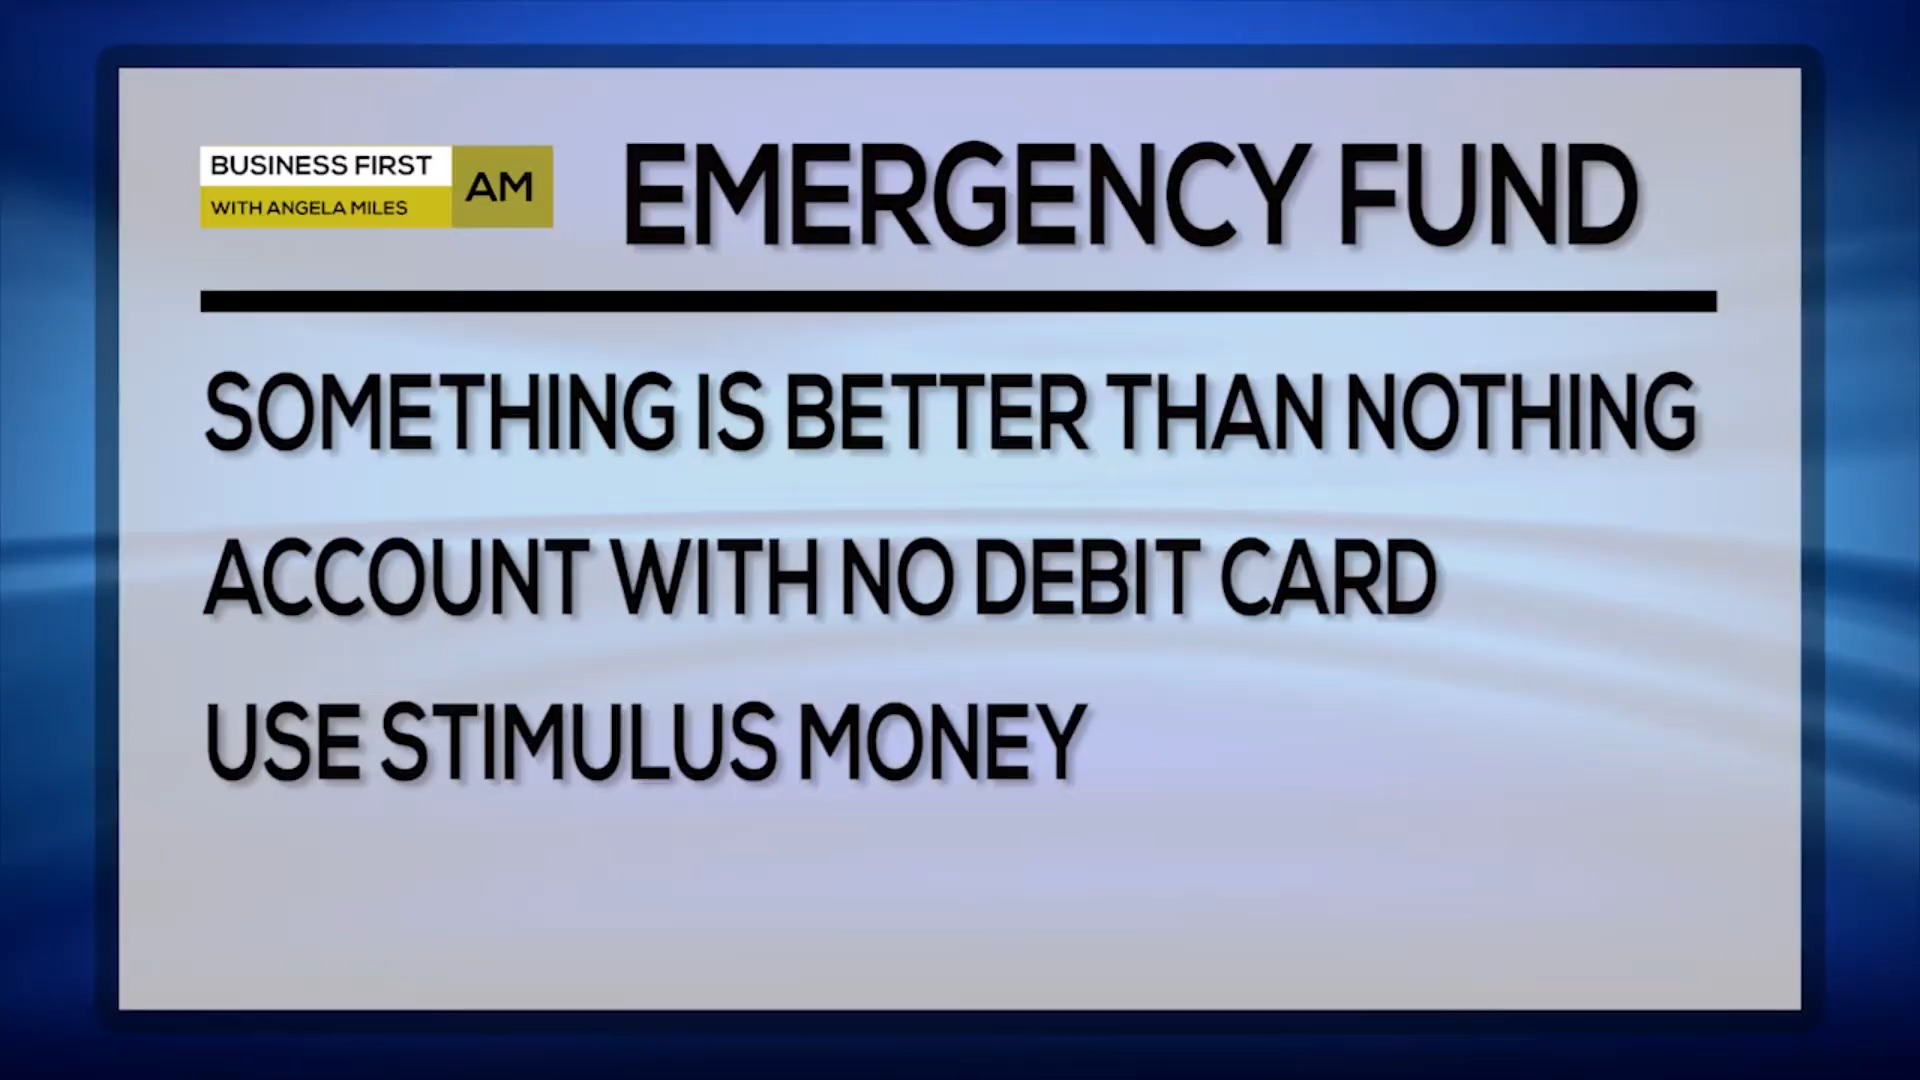 BUSINESS FIRST
WITH ANGELA MILES
AM
EMERGENCY FUND
SOMETHING IS BETTER THAN NOTHING
ACCOUNT WITH NO DEBIT CARD
USE STIMULUS MONEY